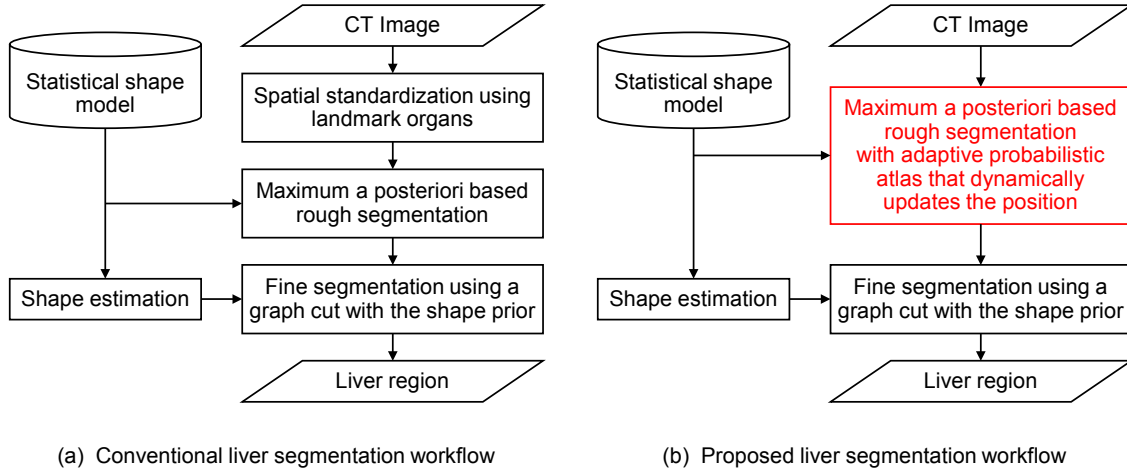 CT Image
Statistical shape
model
Spatial standardization using
landmark organs
Maximum a posteriori based
rough segmentation
Shape estimation
Fine segmentation using a
graph cut with the shape prior
Liver region
(a) Conventional liver segmentation workflow
CT Image
Statistical shape
model
Maximum a posteriori based
rough segmentation
with adaptive probabilistic
atlas that dynamically
updates the position
Shape estimation
Fine segmentation using a
graph cut with the shape prior
Liver region
(b) Proposed liver segmentation workflow